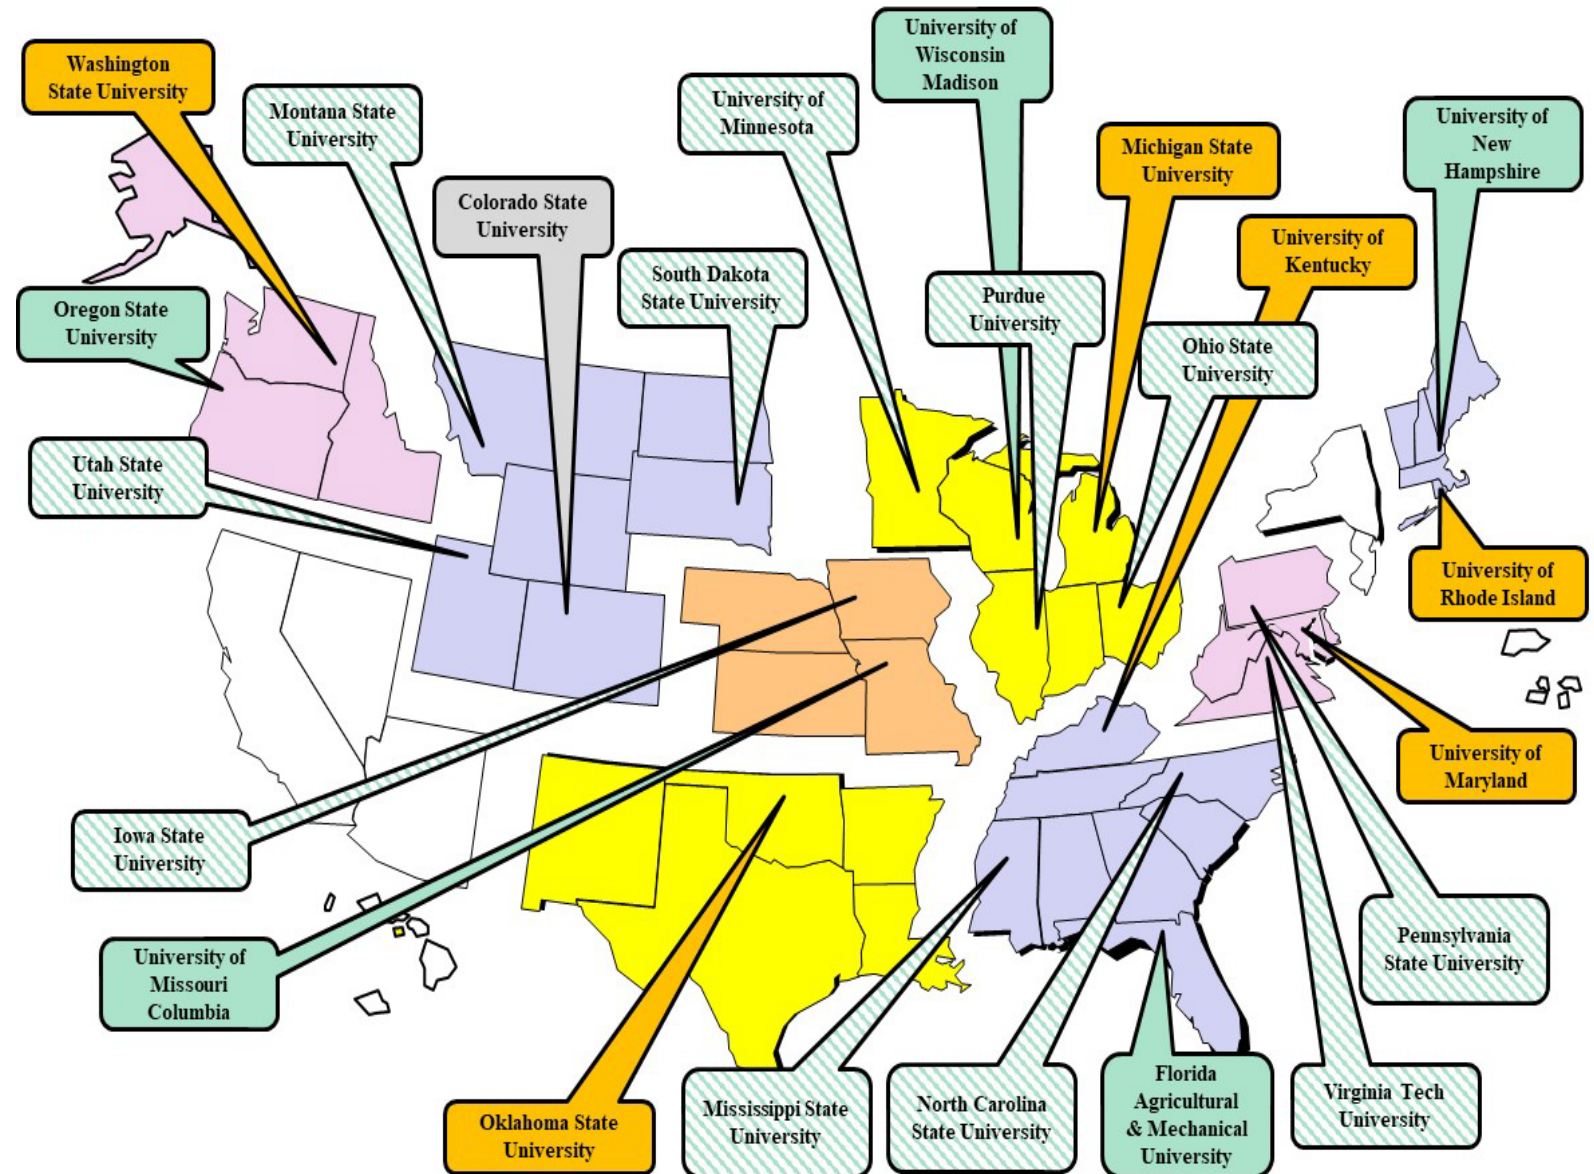 Washington
State University
Montana State
University
Colorado State
University
South Dakota
State University
University of
Minnesota
University of
Wisconsin
Madison
Michigan State
University
University of
New
Hampshire
University of
Kentucky
Purdue
University
Ohio State
University
Oregon State
University
Utah State
University
University of
Rhode Island
University of
Maryland
Iowa State
University
University of
Missouri
Columbia
Pennsylvania
State University
Oklahoma State
University
Mississippi State
University
North Carolina
State University
Florida
Agricultural
& Mechanical
University
Virginia Tech
University